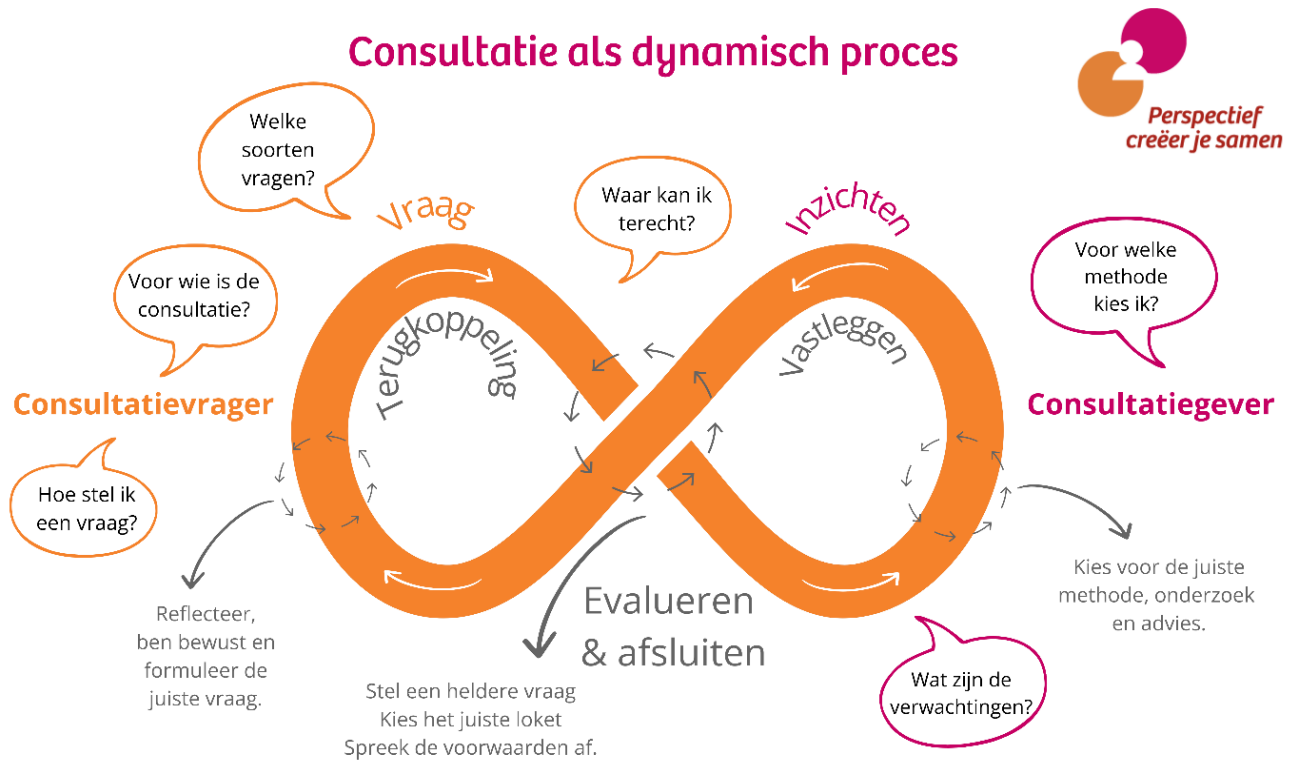 Consultatie als dynamisch proces
Perspectief
creëer je samen
Welke
soorten
vragen?
Vraag
Waar kan ik
terecht?
Inzichten
Voor welke
methode
kies ik?
Voor wie is de
consultatie?
Terugkoppeling
Vastleggen
Consultatievrager
Consultatiegever
Hoe stel ik
een vraag?
Reflecteer,
ben bewust en
formuleer de
juiste vraag.
Evalueren
& afsluiten
Stel een heldere vraag
Kies het juiste loket
Spreek de voorwaarden af.
Kies voor de juiste
methode, onderzoek
en advies.
Wat zijn de
verwachtingen?